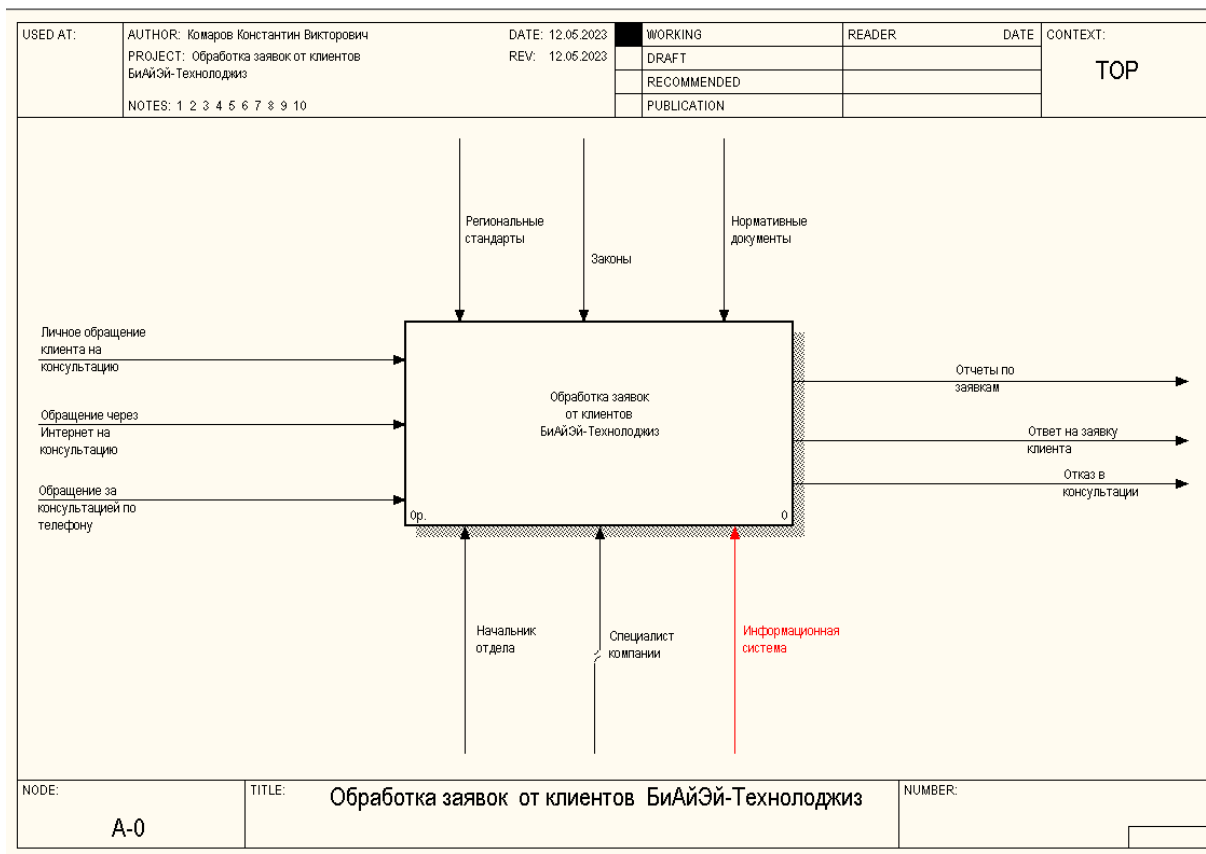 USED AT:
AUTHOR: Комаров Константин Викторович
DATE: 12.05.2023
PROJECT: Обработка заявок от клиентов
БиАйЭй-Технолоджиз
REV: 12.05.2023
NOTES: 1 2 3 4 5 6 7 8 9 10
WORKING
DRAFT
RECOMMENDED
PUBLICATION
READER
DATE
CONTEXT:
TOP
Региональные
стандарты
Законы
Нормативные
документы
Личное обращение
клиента на
консультацию
Обращение через
Интернет на
консультацию
Обращение за
консультацией по
телефону
Обработка заявок
от клиентов
БиАйЭй-Технолоджиз
0р.
0
Отчеты по
заявкам
Ответ на заявку
клиента
Отказ в
консультации
Начальник
отдела
Специалист
компании
Информационная
система
NODE:
A-0
TITLE:
Обработка заявок от клиентов БиАйЭй-Технолоджиз
NUMBER: